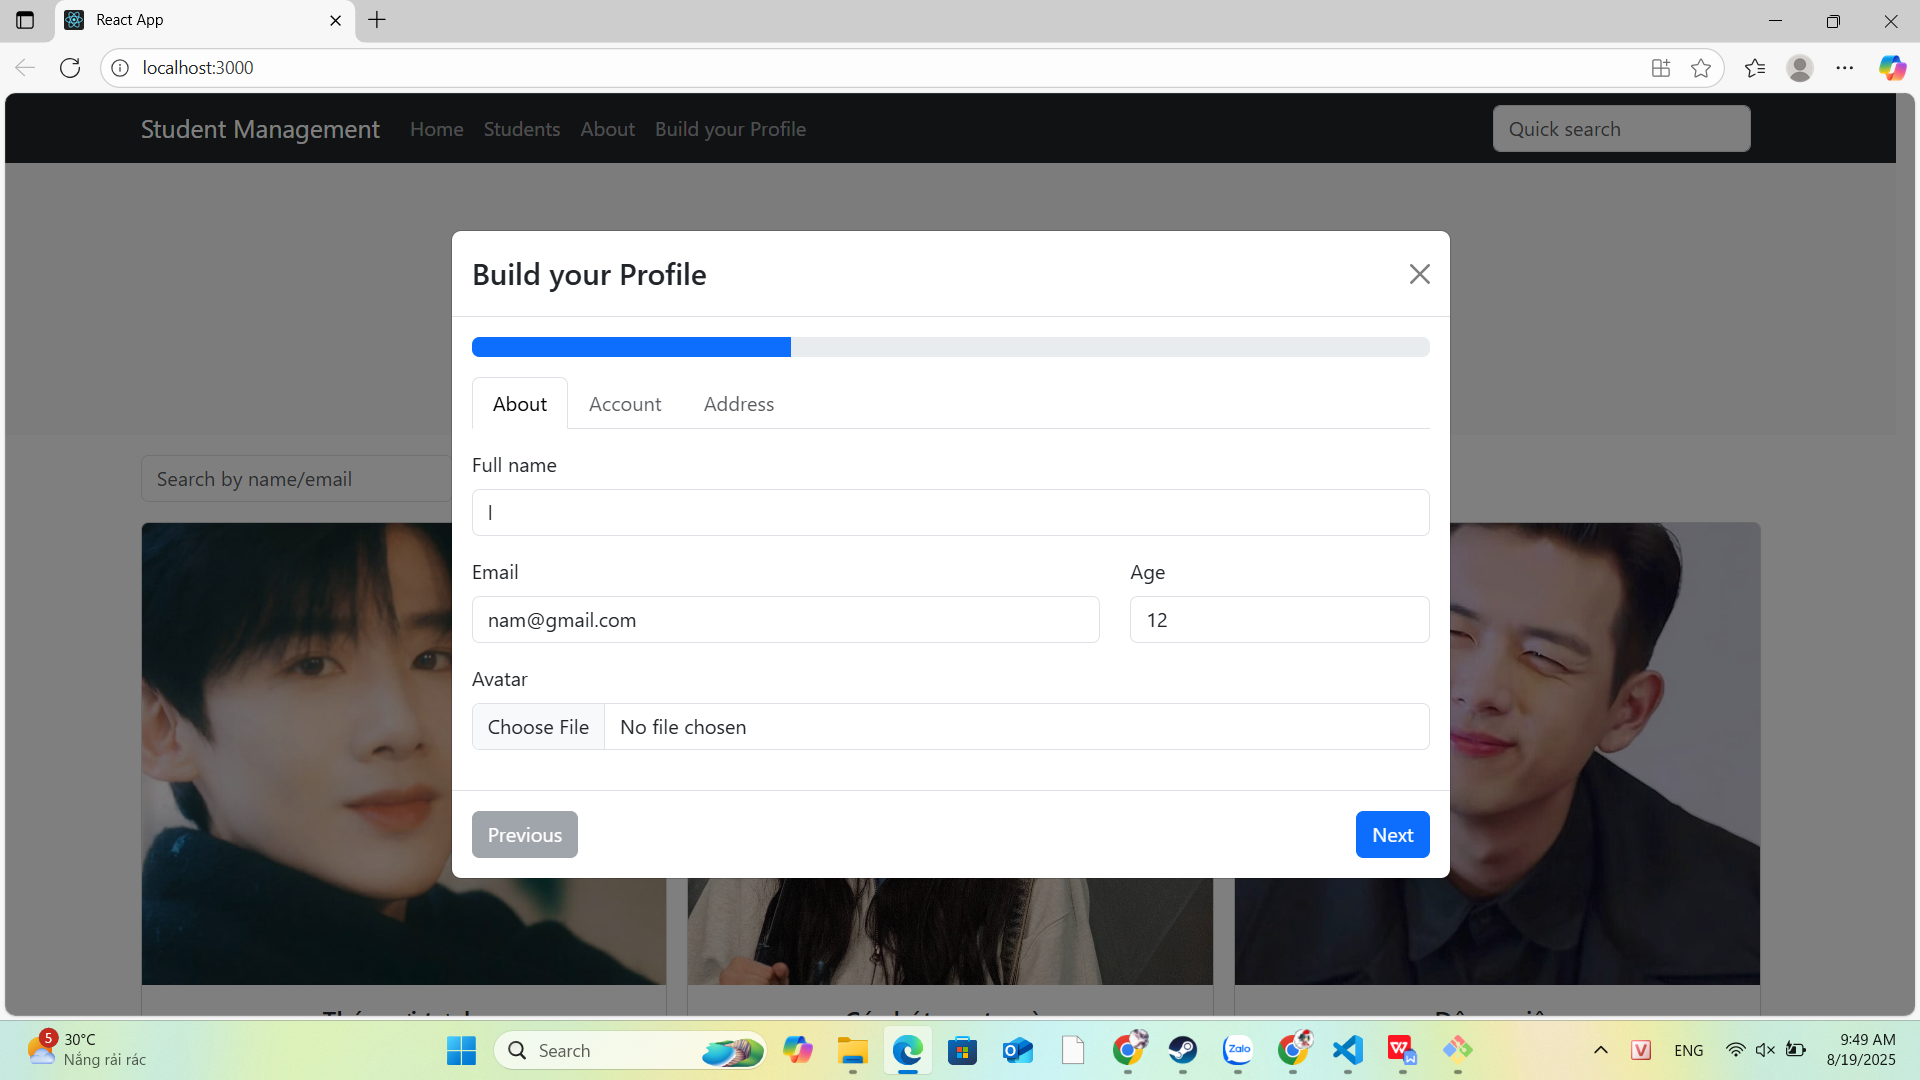 React App
localhost:3000
Student Management Home Students About Build your Profile Quick search
Build your Profile
About Account Address
Full name
l
Email Age
nam@gmail.com 12
Avatar
Choose File No file chosen
Previous Next
Search by name/email
5 30°C
Nắng rải rác
Search
Zalo
ENG
9:49 AM
8/19/2025